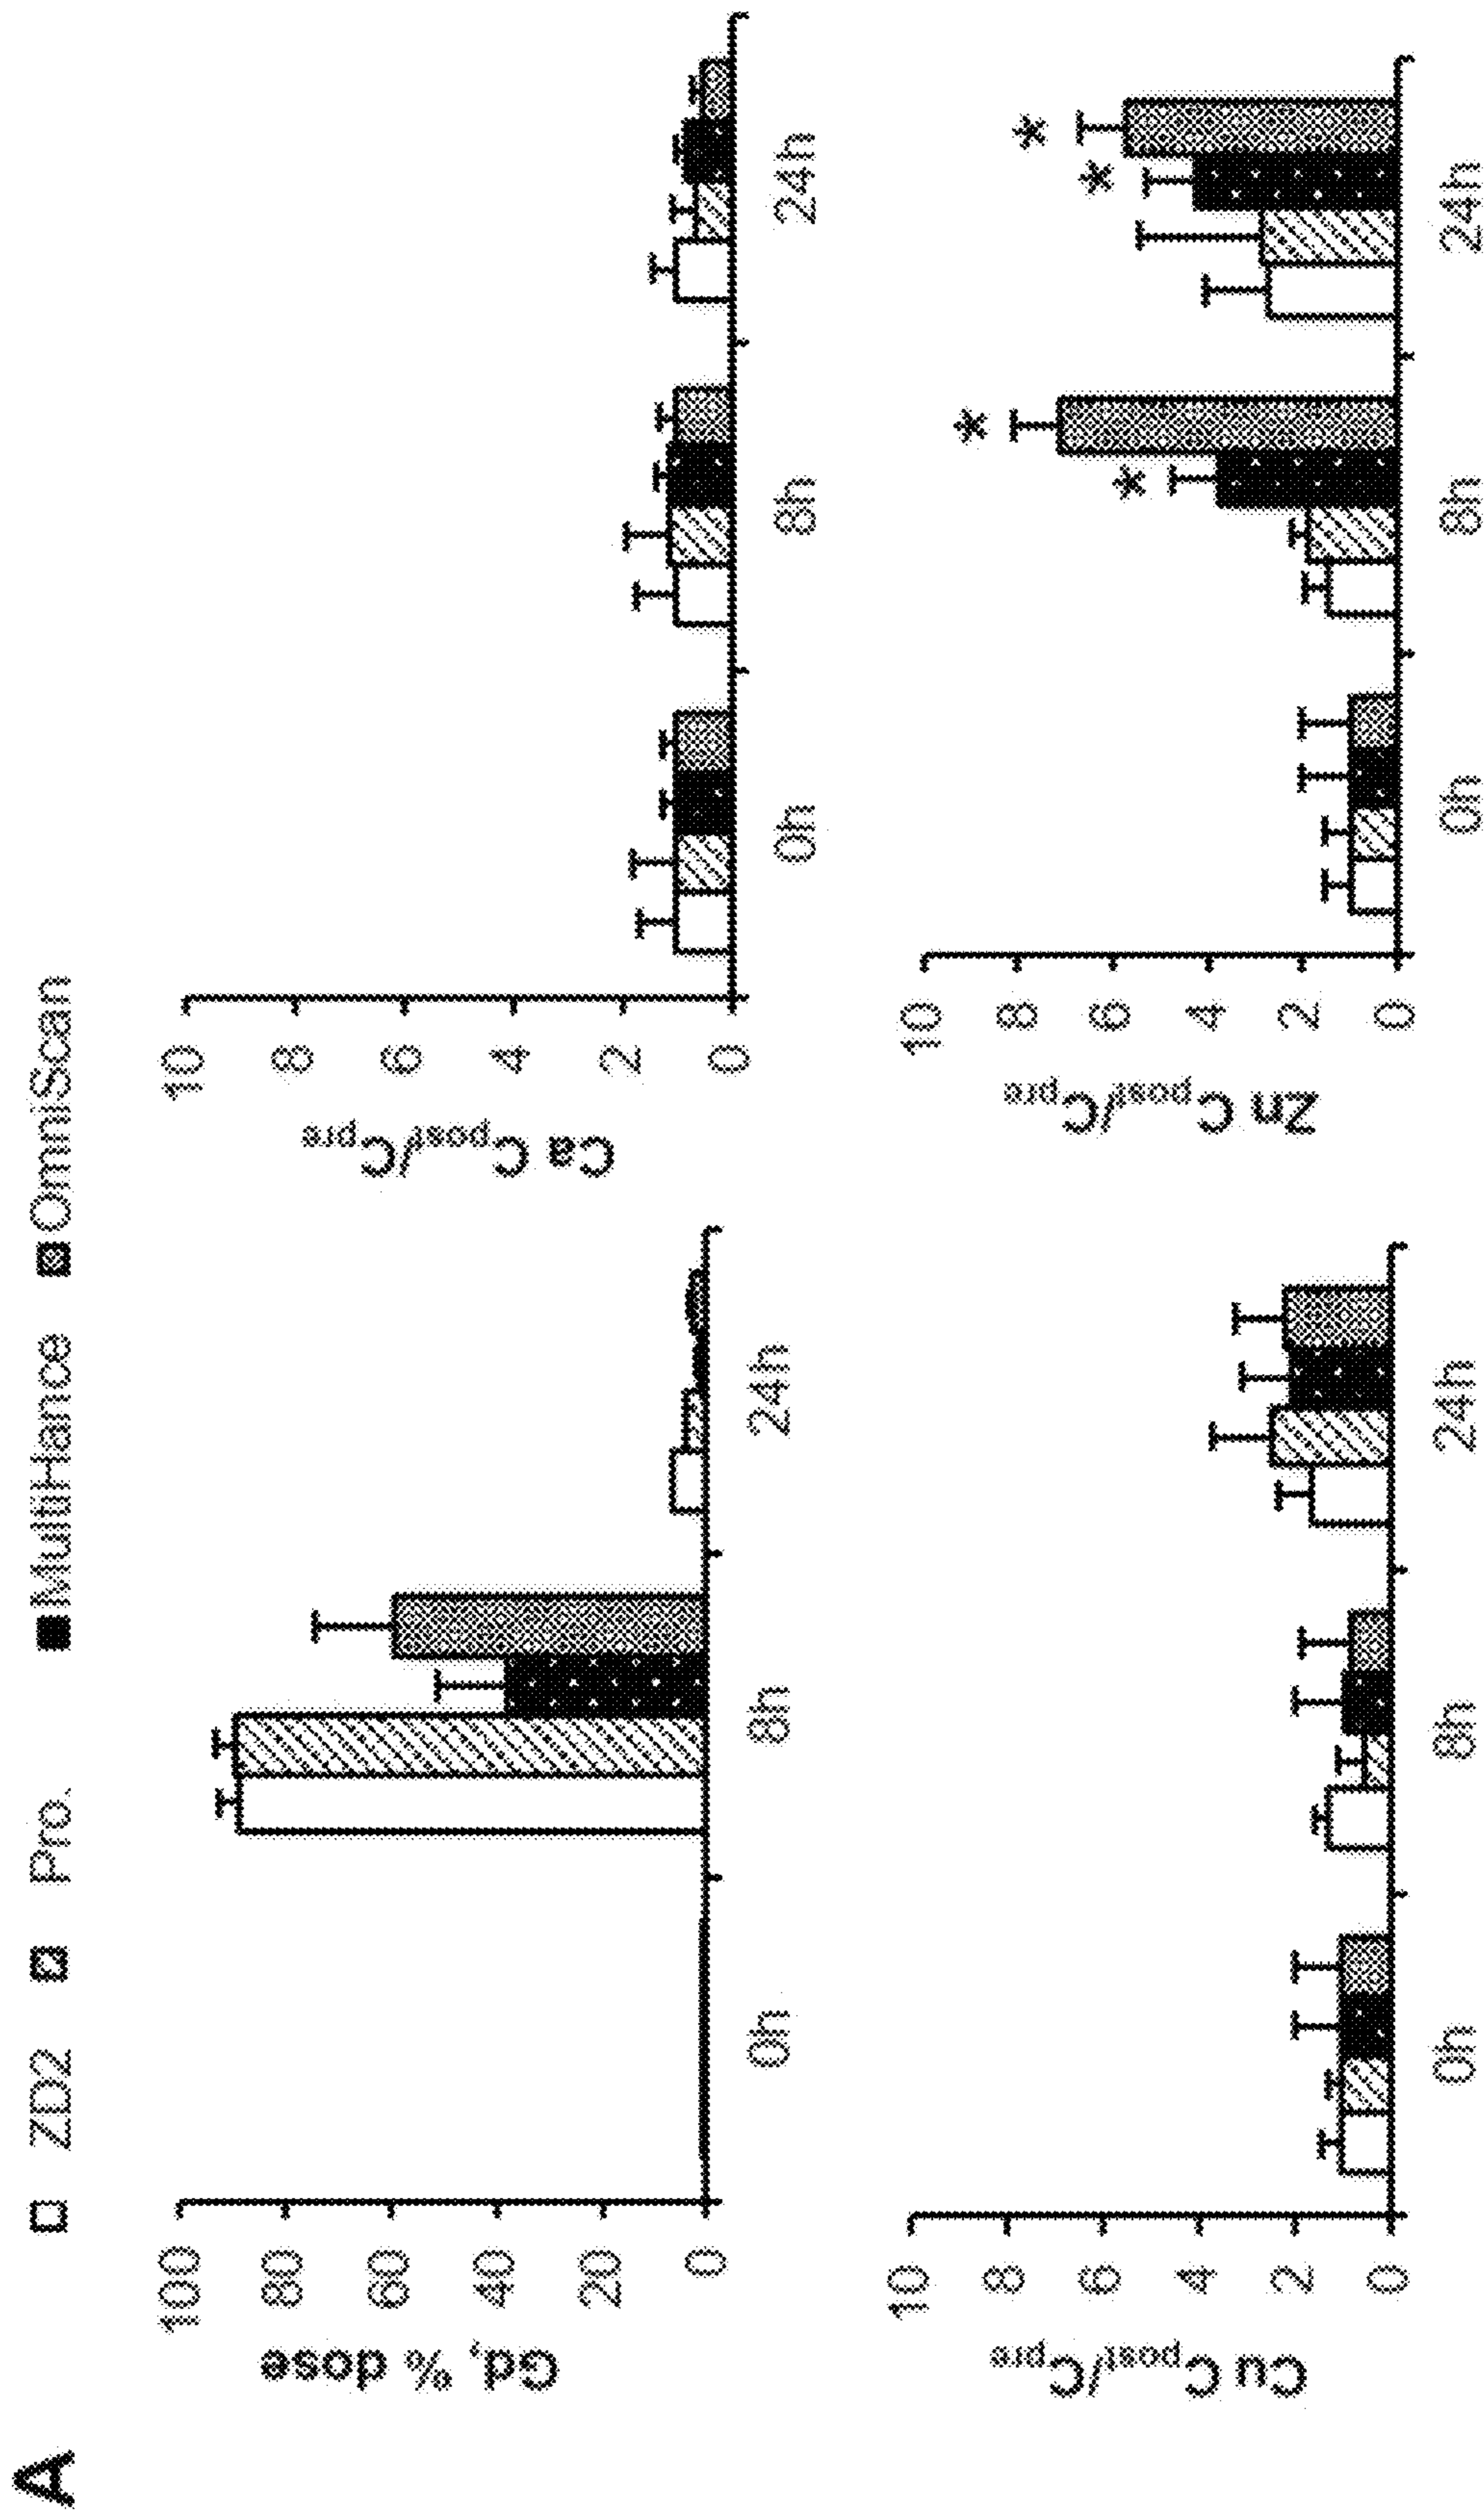 A
ZD2 Pro. MultiHance OmniScan
Gd, % dose
100
80
60
40
20
0
0h 8h 24h
Ca Cpost/Cpre
10
8
6
4
2
0
0h 8h 24h
Cu Cpost/Cpre
10
8
6
4
2
0
0h 8h 24h
Zn Cpost/Cpre
10
8
6
4
2
0
* * * *
0h 8h 24h